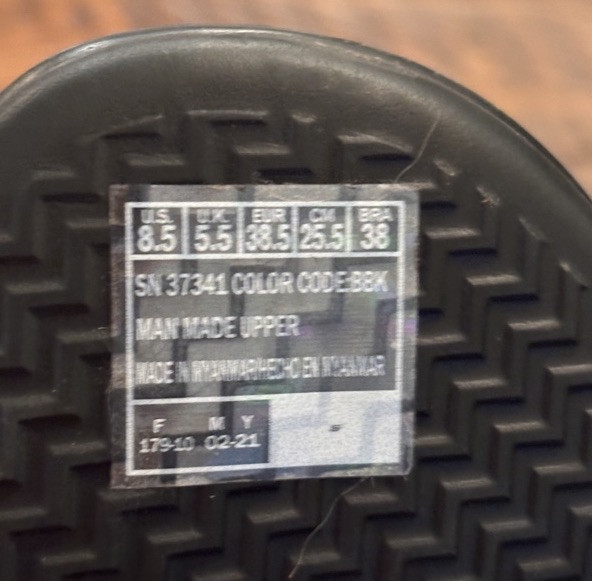 U.S. U.K. EUR CM BRA
8.5 5.5 38.5 25.5 38
SN 37341 COLOR CODE:BBK
MAN MADE UPPER
MADE IN MYANMAR/HECHO EN MYANMAR
F M Y
179-10 02-21